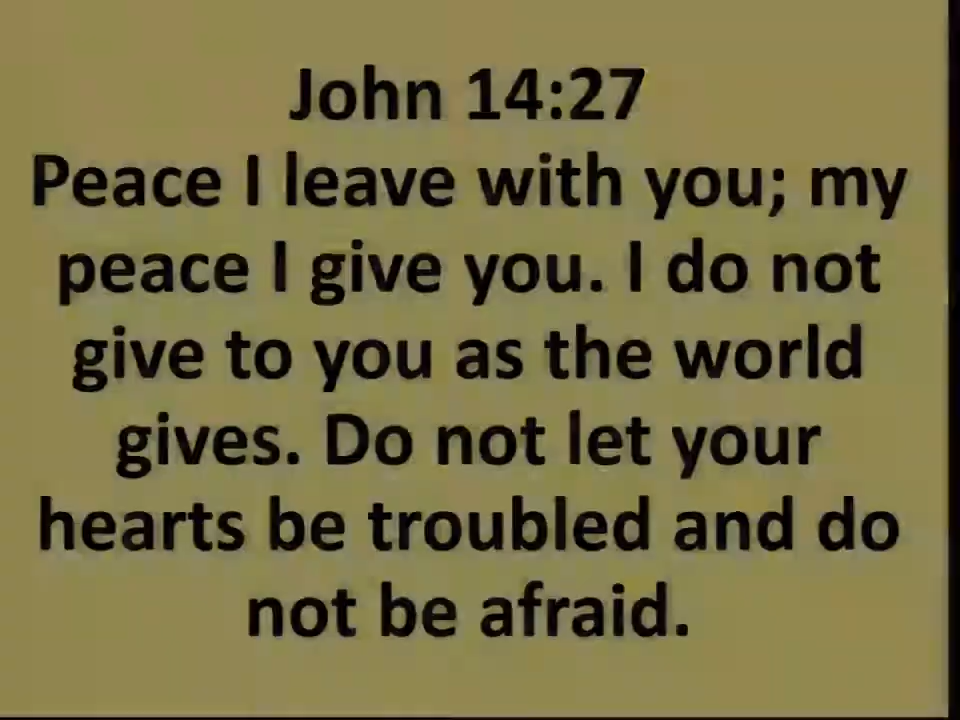 John 14:27
Peace I leave with you; my
peace I give you. I do not
give to you as the world
gives. Do not let your
hearts be troubled and do
not be afraid.